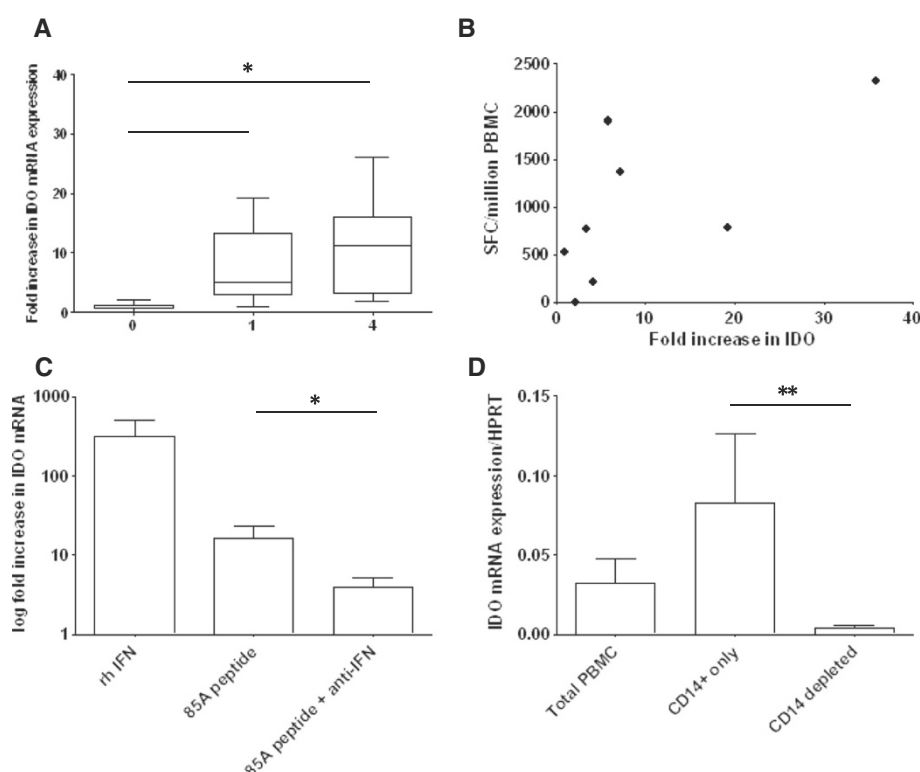 A
Fold increase in IDO mRNA expression
40
30
20
10
0
*
0 1 4
B
SFC/million PBMC
2500
2000
1500
1000
500
0
0 10 20 30 40
Fold increase in IDO
C
log fold increase in IDO mRNA
1000
100
10
1
*
rh IFN
85A peptide
85A peptide + anti-IFN
D
IDO mRNA expression/HPRT
0.15
0.10
0.05
0.00
**
Total PBMC
CD14+ only
CD14 depleted